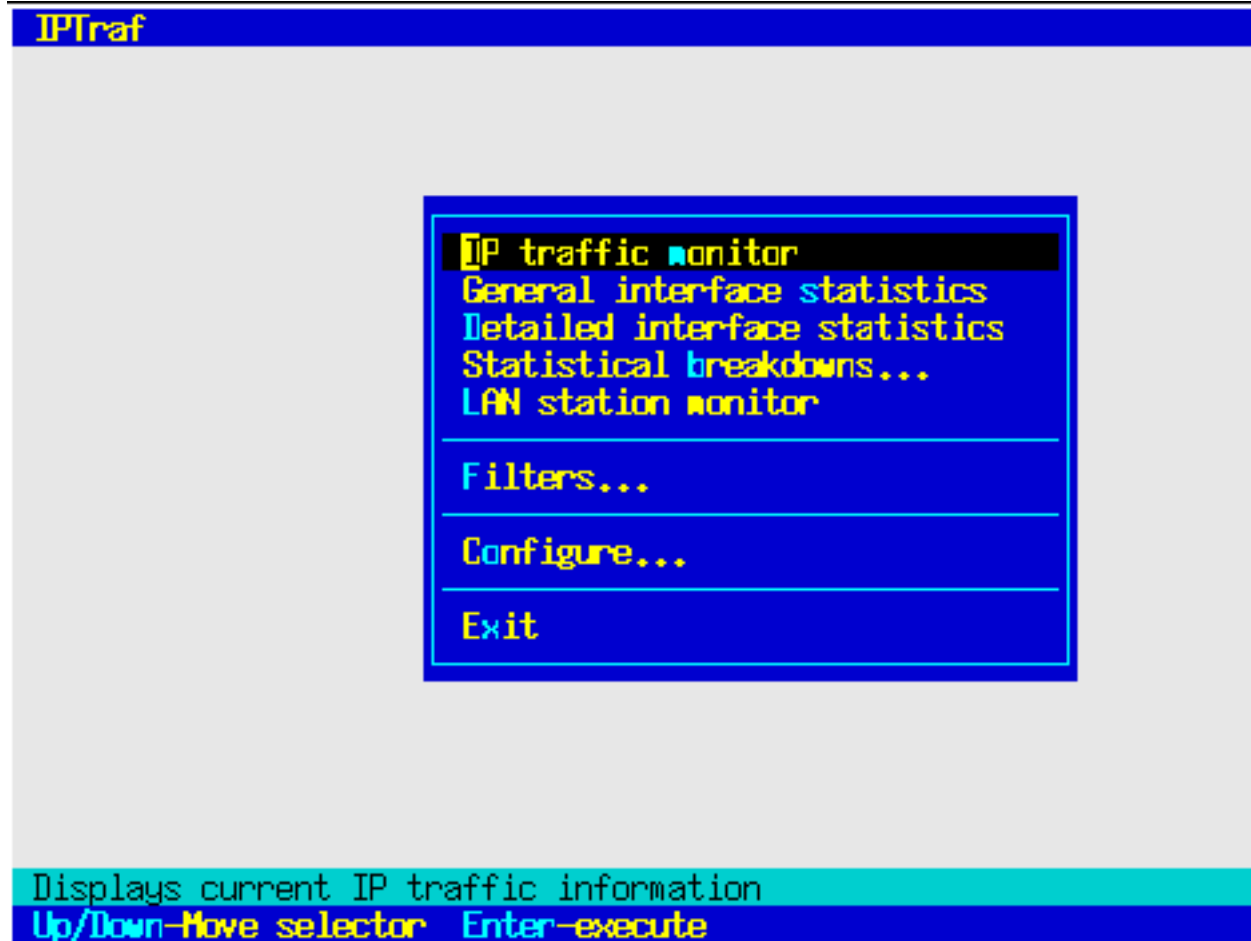 IPTraf
IP traffic monitor
General interface statistics
Detailed interface statistics
Statistical breakdowns...
LAN station monitor
Filters...
Configure...
Exit
Displays current IP traffic information
Up/Down-Move selector  Enter-execute